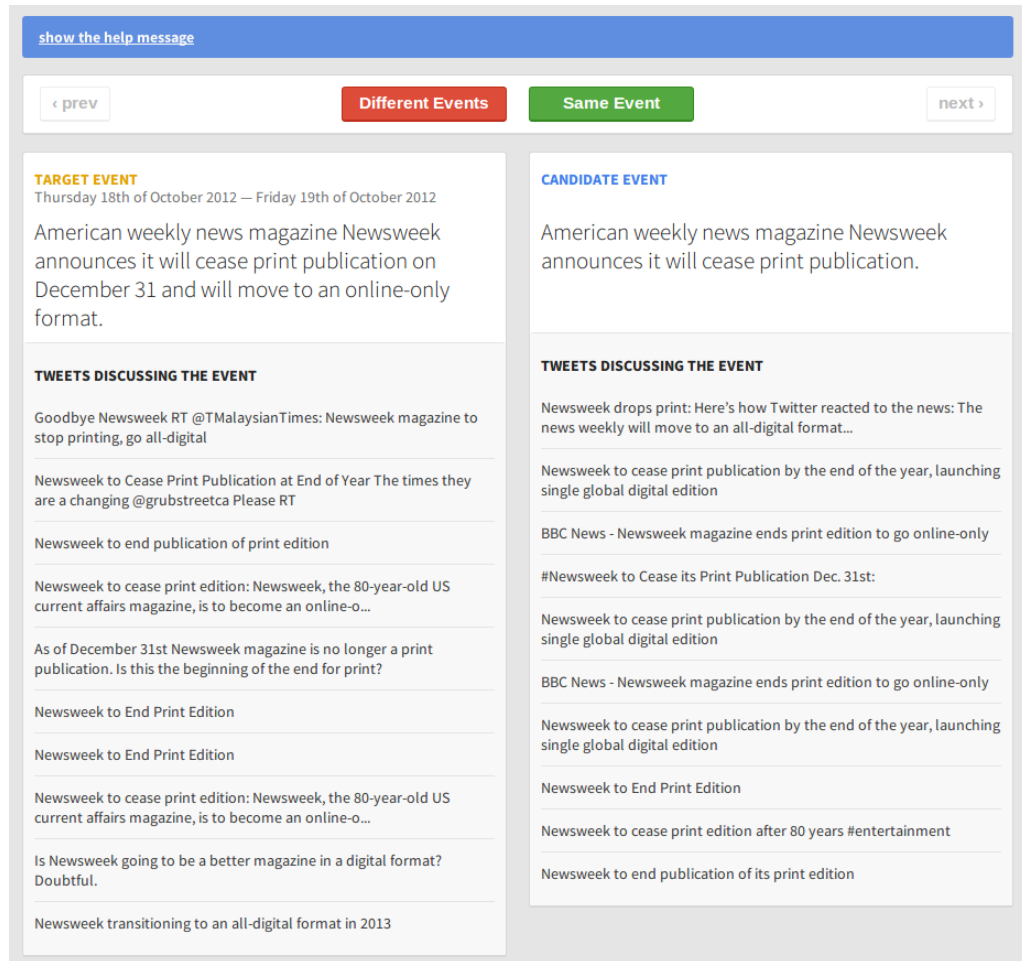 show the help message
‹ prev
Different Events
Same Event
next ›
TARGET EVENT
Thursday 18th of October 2012 — Friday 19th of October 2012
American weekly news magazine Newsweek
announces it will cease print publication on
December 31 and will move to an online-only
format.
TWEETS DISCUSSING THE EVENT
Goodbye Newsweek RT @TMalaysianTimes: Newsweek magazine to
stop printing, go all-digital
Newsweek to Cease Print Publication at End of Year The times they
are a changing @grubstreetca Please RT
Newsweek to end publication of print edition
Newsweek to cease print edition: Newsweek, the 80-year-old US
current affairs magazine, is to become an online-o...
As of December 31st Newsweek magazine is no longer a print
publication. Is this the beginning of the end for print?
Newsweek to End Print Edition
Newsweek to End Print Edition
Newsweek to cease print edition: Newsweek, the 80-year-old US
current affairs magazine, is to become an online-o...
Is Newsweek going to be a better magazine in a digital format?
Doubtful.
Newsweek transitioning to an all-digital format in 2013
CANDIDATE EVENT
American weekly news magazine Newsweek
announces it will cease print publication.
TWEETS DISCUSSING THE EVENT
Newsweek drops print: Here's how Twitter reacted to the news: The
news weekly will move to an all-digital format...
Newsweek to cease print publication by the end of the year, launching
single global digital edition
BBC News - Newsweek magazine ends print edition to go online-only
#Newsweek to Cease its Print Publication Dec. 31st:
Newsweek to cease print publication by the end of the year, launching
single global digital edition
BBC News - Newsweek magazine ends print edition to go online-only
Newsweek to cease print publication by the end of the year, launching
single global digital edition
Newsweek to End Print Edition
Newsweek to cease print edition after 80 years #entertainment
Newsweek to end publication of its print edition